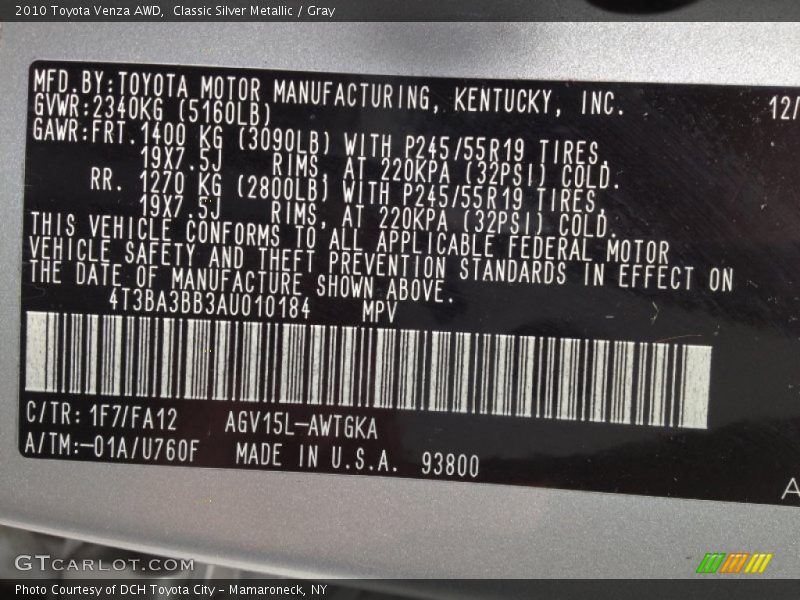 2010 Toyota Venza AWD,  Classic Silver Metallic / Gray
MFD.BY:TOYOTA MOTOR MANUFACTURING, KENTUCKY, INC. 12/
GVWR:2340KG (5160LB)
GAWR:FRT.1400 KG (3090LB) WITH P245/55R19 TIRES,
19X7.5J RIMS, AT 220KPA (32PSI) COLD.
RR. 1270 KG (2800LB) WITH P245/55R19 TIRES,
19X7.5J RIMS, AT 220KPA (32PSI) COLD.
THIS VEHICLE CONFORMS TO ALL APPLICABLE FEDERAL MOTOR
VEHICLE SAFETY AND THEFT PREVENTION STANDARDS IN EFFECT ON
THE DATE OF MANUFACTURE SHOWN ABOVE.
4T3BA3BB3AU010184 MPV
C/TR: 1F7/FA12 AGV15L-AWTGKA
A/TM:-01A/U760F MADE IN U.S.A. 93800
A
GTCARLOT.COM
Photo Courtesy of DCH Toyota City - Mamaroneck, NY